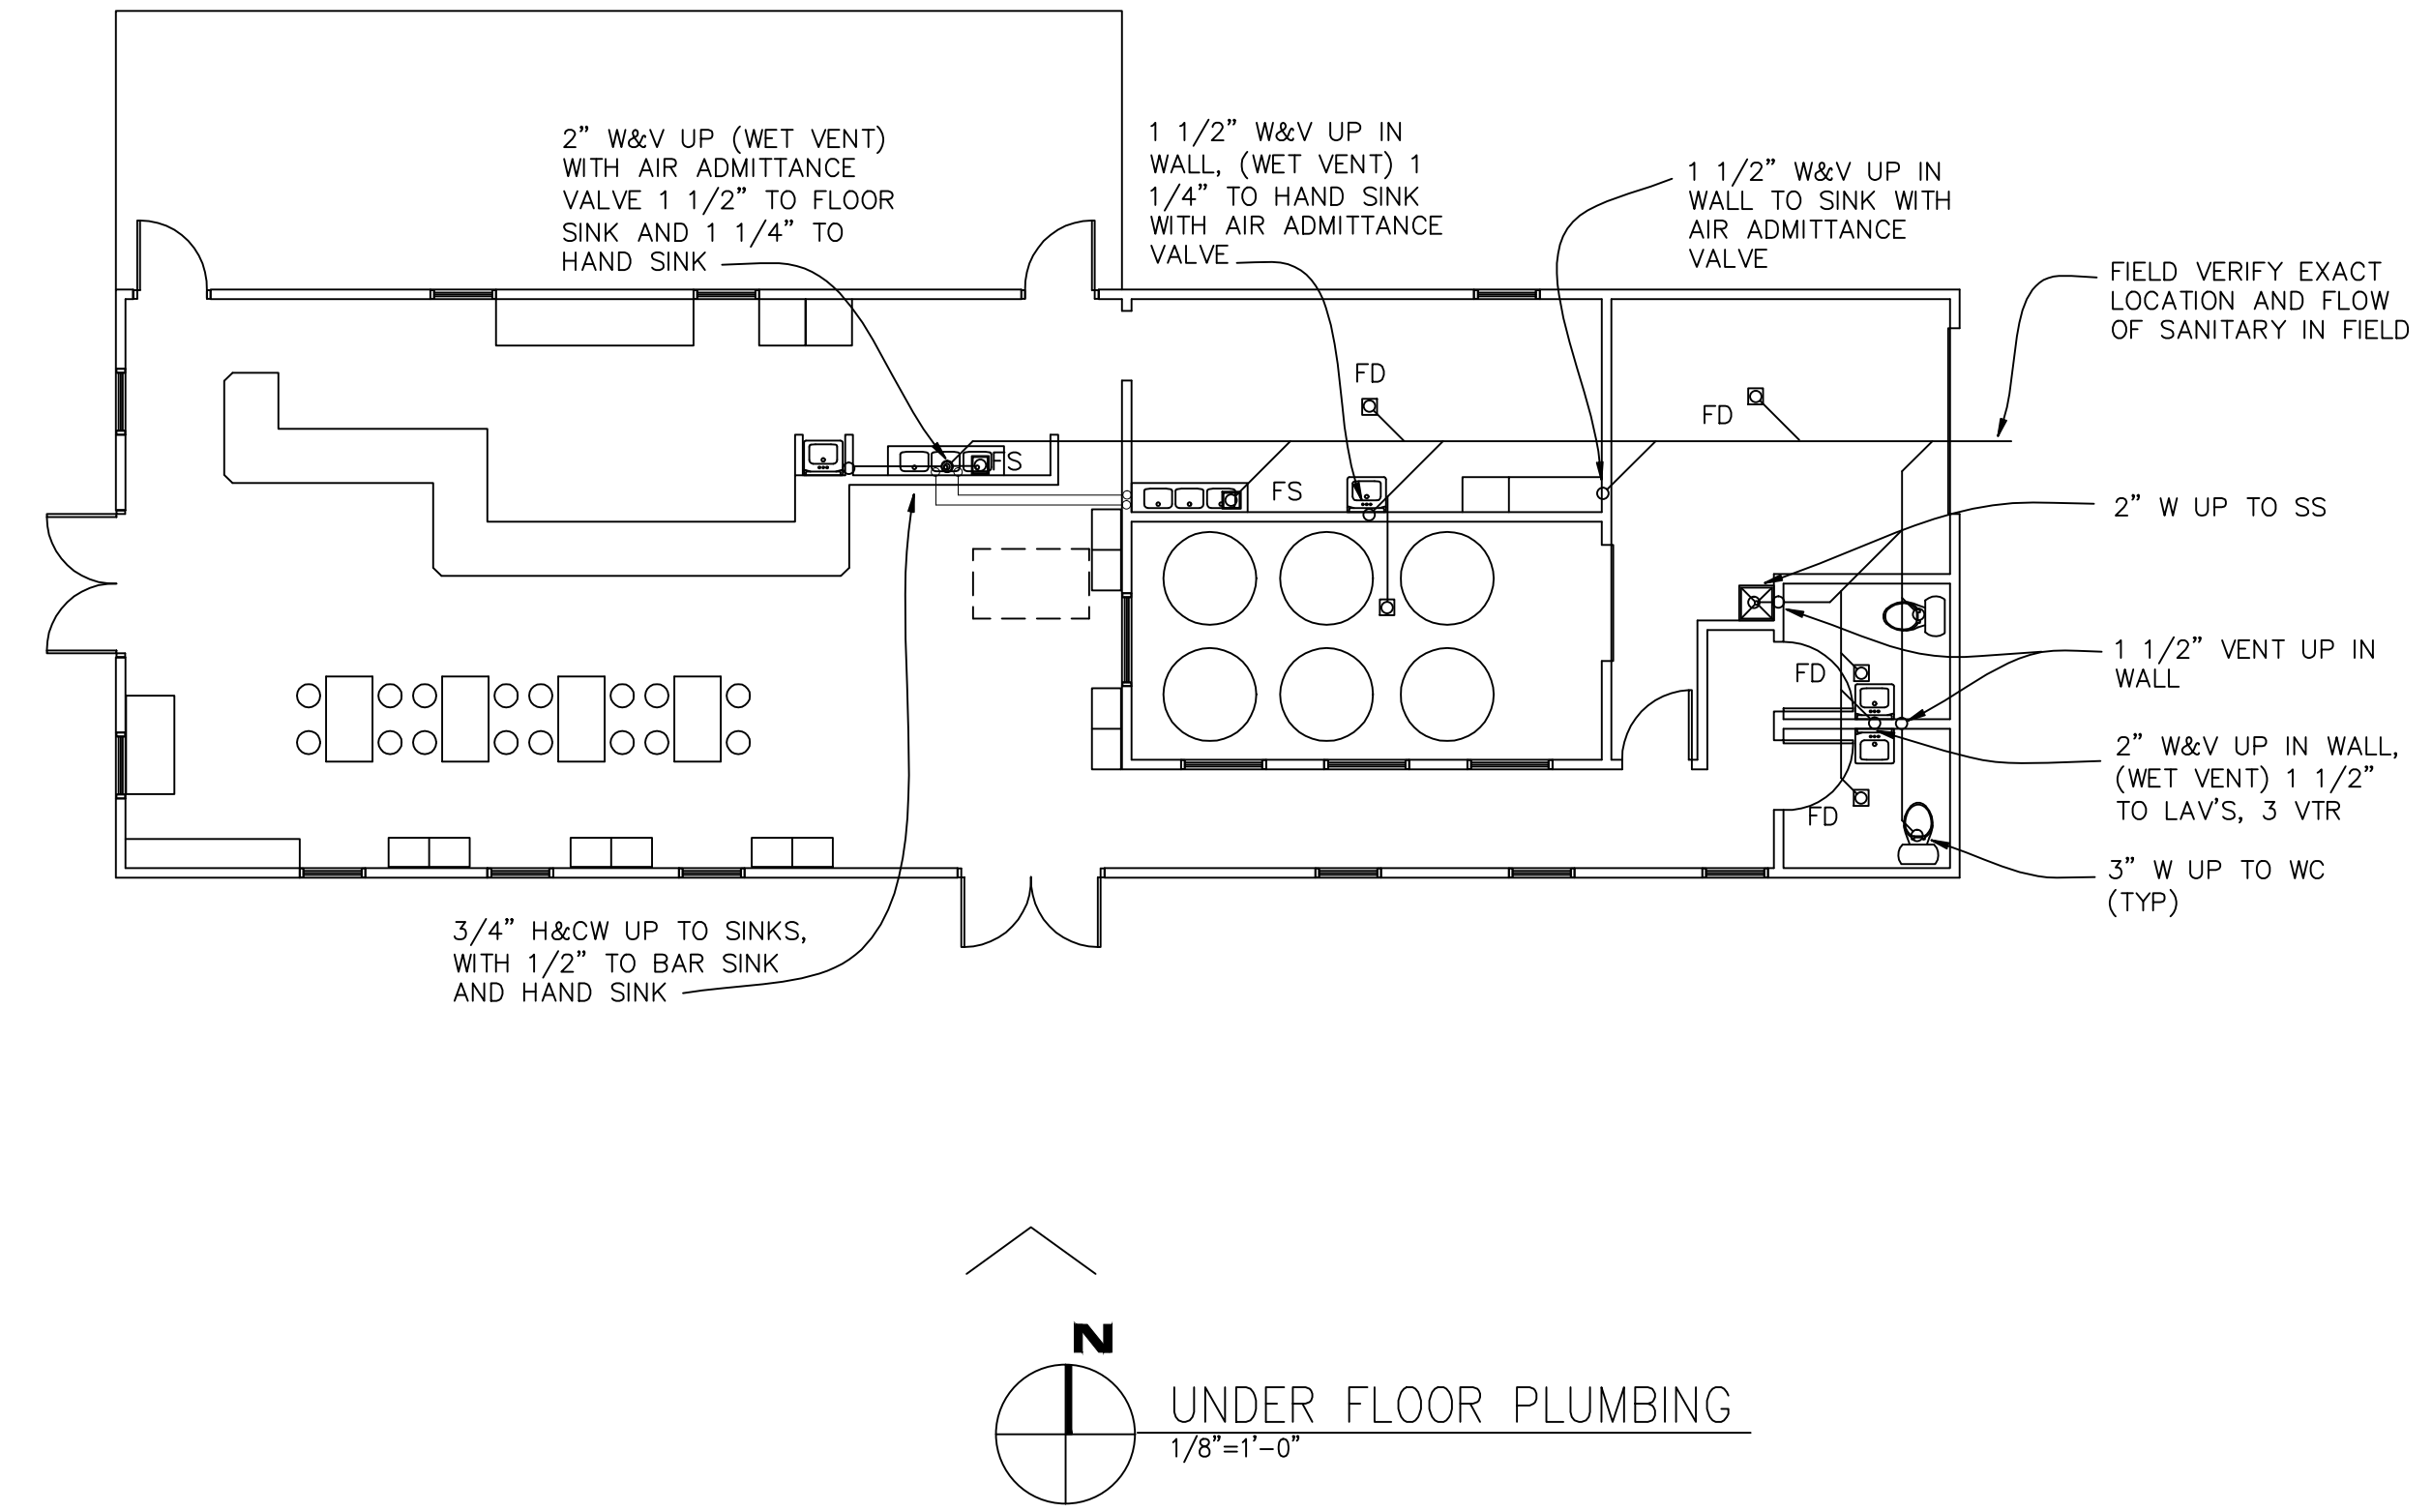 2" W&V UP (WET VENT)
WITH AIR ADMITTANCE
VALVE 1 1/2" TO FLOOR
SINK AND 1 1/4" TO
HAND SINK
1 1/2" W&V UP IN
WALL, (WET VENT) 1
1/4" TO HAND SINK
WITH AIR ADMITTANCE
VALVE
1 1/2" W&V UP IN
WALL TO SINK WITH
AIR ADMITTANCE
VALVE
FIELD VERIFY EXACT
LOCATION AND FLOW
OF SANITARY IN FIELD
FD
FD
FS
FS
2" W UP TO SS
1 1/2" VENT UP IN
WALL
FD
2" W&V UP IN WALL,
(WET VENT) 1 1/2"
TO LAV'S, 3 VTR
FD
3" W UP TO WC
(TYP)
3/4" H&CW UP TO SINKS,
WITH 1/2" TO BAR SINK
AND HAND SINK
N
UNDER FLOOR PLUMBING
1/8"=1'-0"